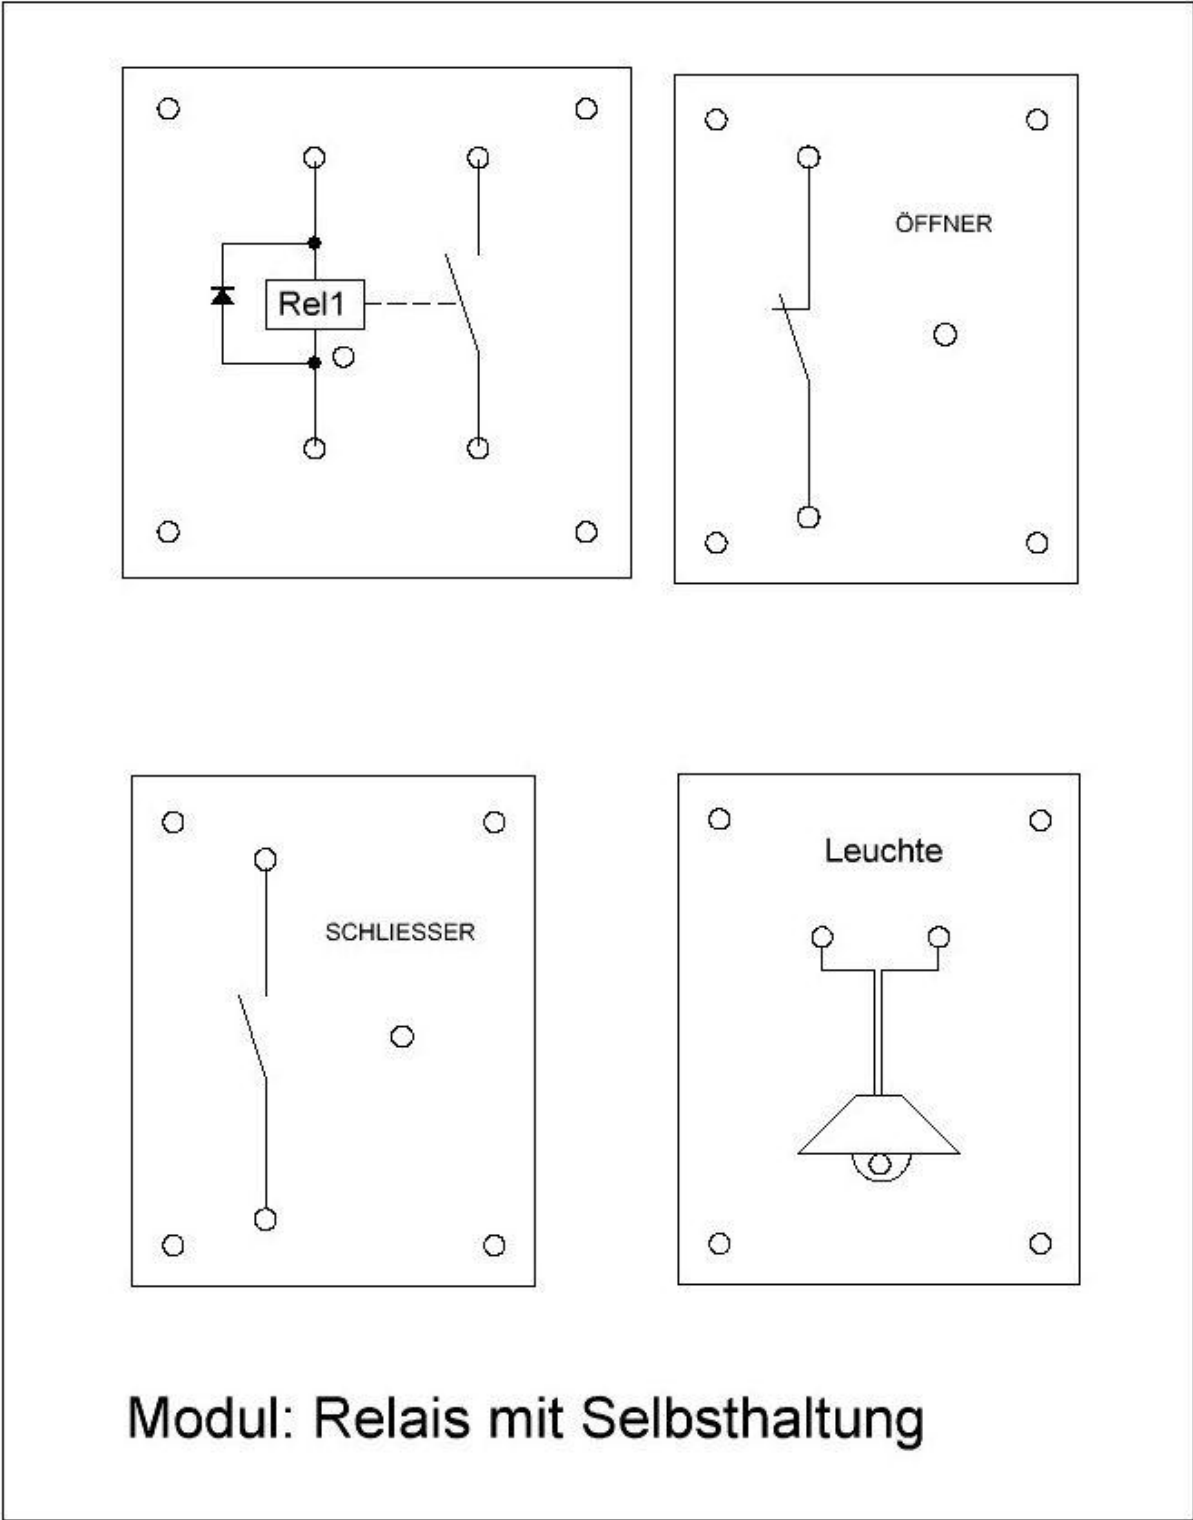 Rel1
ÖFFNER
SCHLIESSER
Leuchte
Modul: Relais mit Selbsthaltung